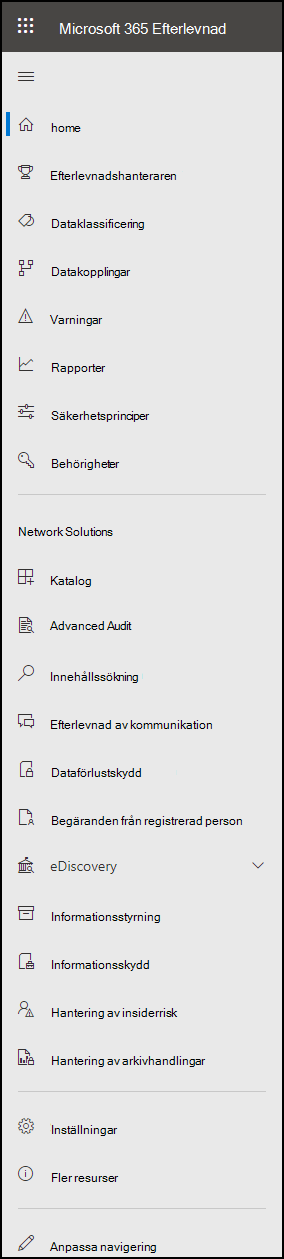 Microsoft 365 Efterlevnad
home
Efterlevnadshanteraren
Dataklassificering
Datakopplingar
Varningar
Rapporter
Säkerhetsprinciper
Behörigheter
Network Solutions
Katalog
Advanced Audit
Innehållssökning
Efterlevnad av kommunikation
Dataförlustskydd
Begäranden från registrerad person
eDiscovery
Informationsstyrning
Informationsskydd
Hantering av insiderrisk
Hantering av arkivhandlingar
Inställningar
Fler resurser
Anpassa navigering